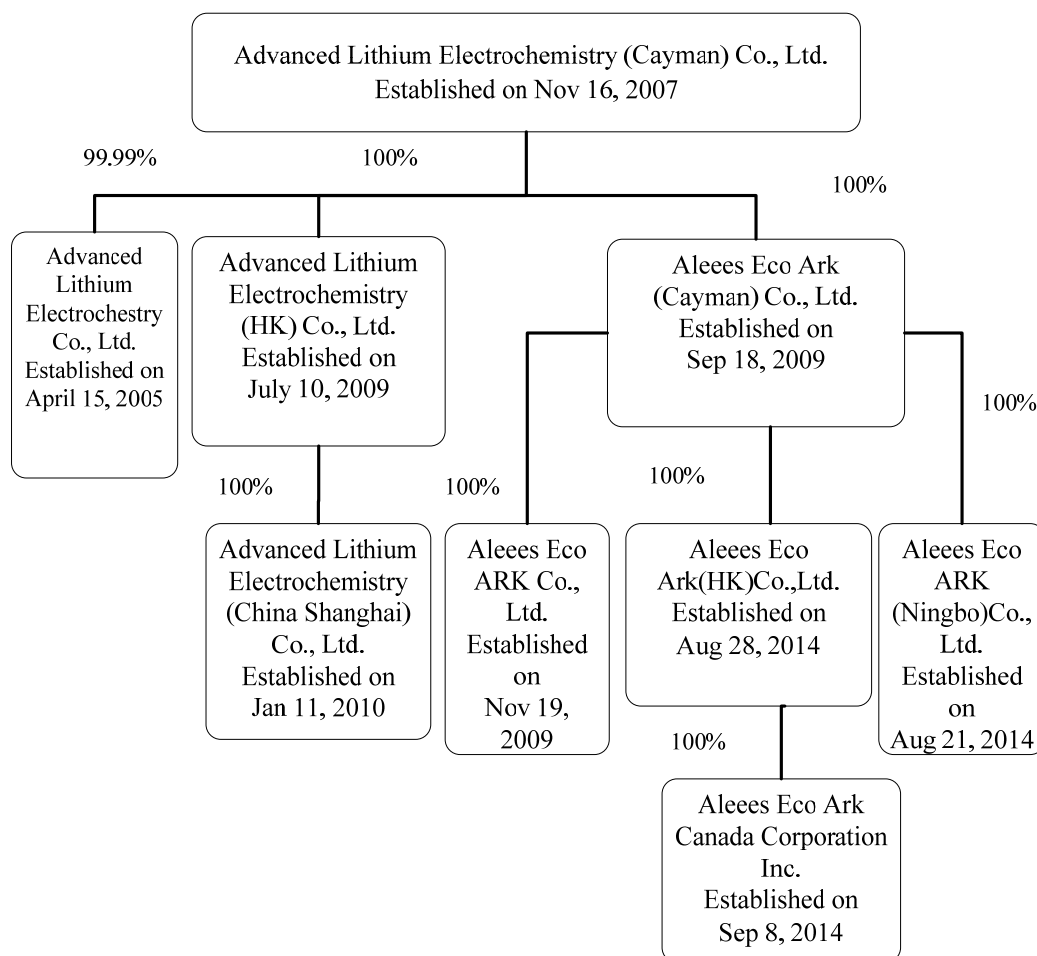 Advanced Lithium Electrochemistry (Cayman) Co., Ltd.
Established on Nov 16, 2007
99.99%
100%
100%
Advanced
Lithium
Electrochestry
Co., Ltd.
Established on
April 15, 2005
Advanced Lithium
Electrochemistry
(HK) Co., Ltd.
Established on
July 10, 2009
Aleees Eco Ark
(Cayman) Co., Ltd.
Established on
Sep 18, 2009
100%
100%
100%
100%
Advanced Lithium
Electrochemistry
(China Shanghai)
Co., Ltd.
Established on
Jan 11, 2010
Aleees Eco
ARK Co.,
Ltd.
Established
on
Nov 19,
2009
Aleees Eco
Ark(HK)Co.,Ltd.
Established on
Aug 28, 2014
Aleees Eco
ARK
(Ningbo)Co.,
Ltd.
Established
on
Aug 21, 2014
100%
Aleees Eco Ark
Canada Corporation
Inc.
Established on
Sep 8, 2014